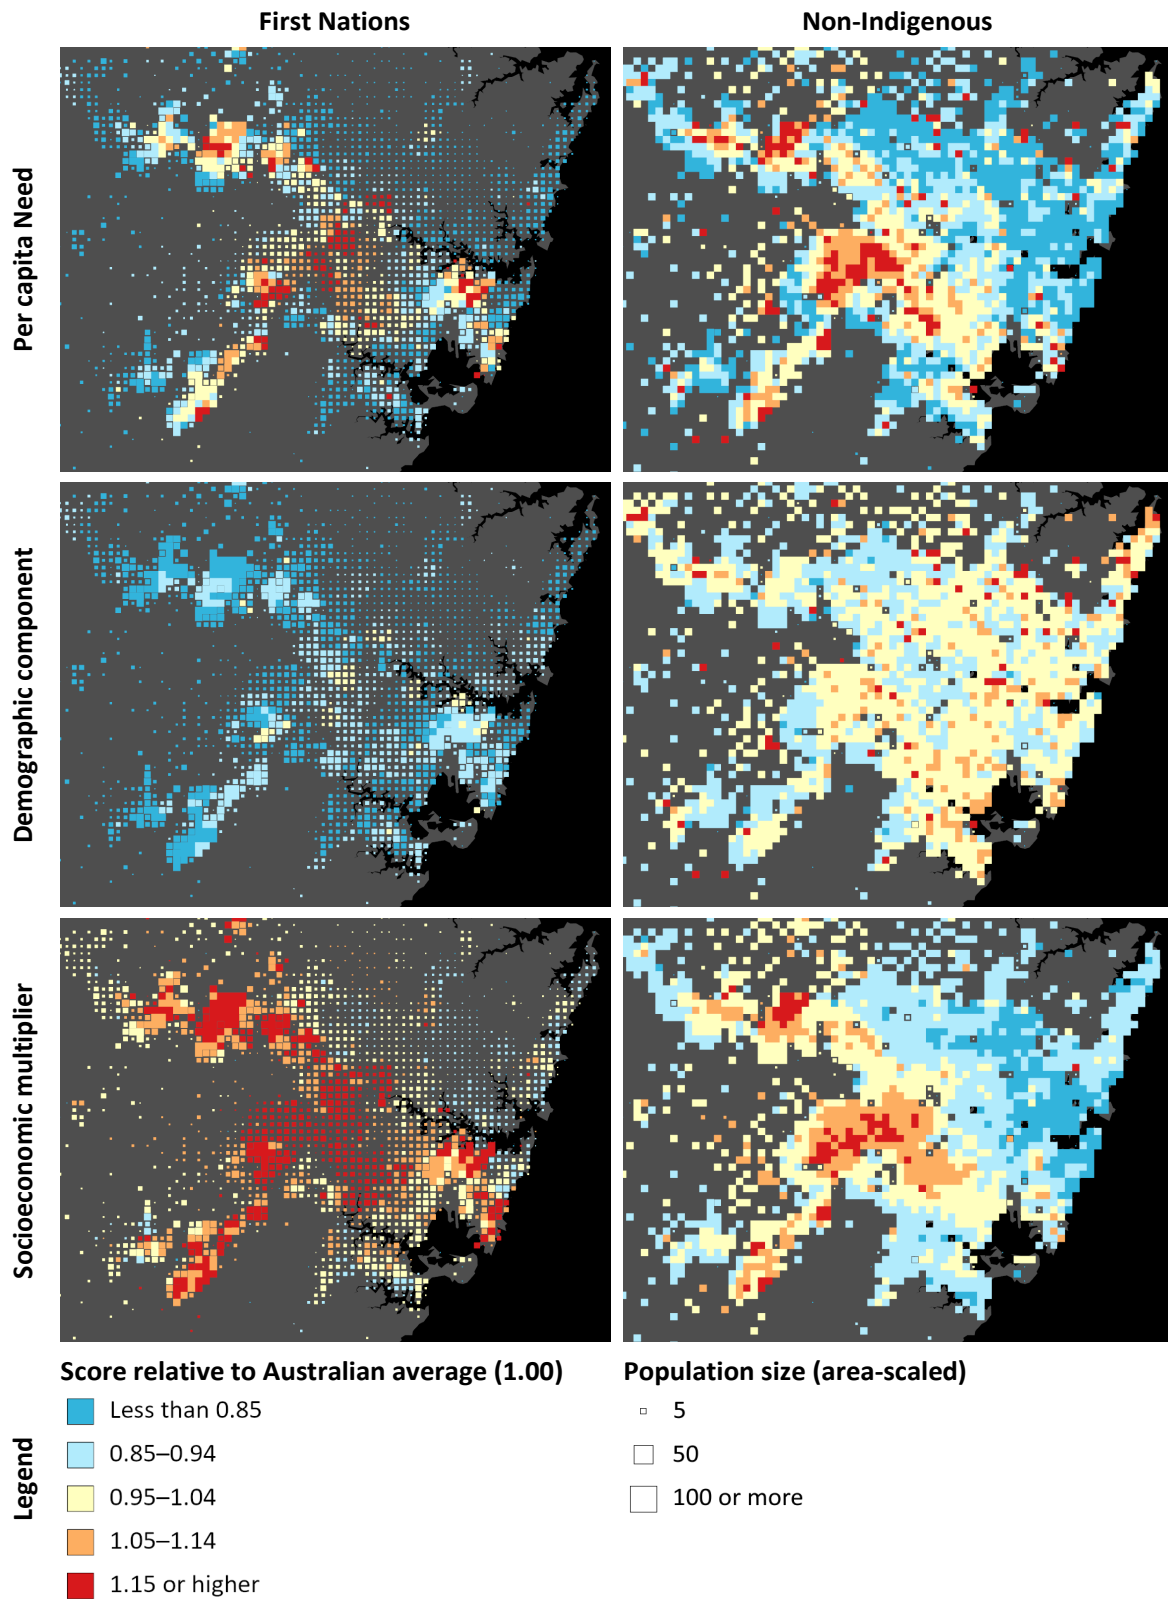 First Nations
Non-Indigenous
Per capita Need
Demographic component
Socioeconomic multiplier
Legend
Score relative to Australian average (1.00)
Less than 0.85
0.85–0.94
0.95–1.04
1.05–1.14
1.15 or higher
Population size (area-scaled)
5
50
100 or more